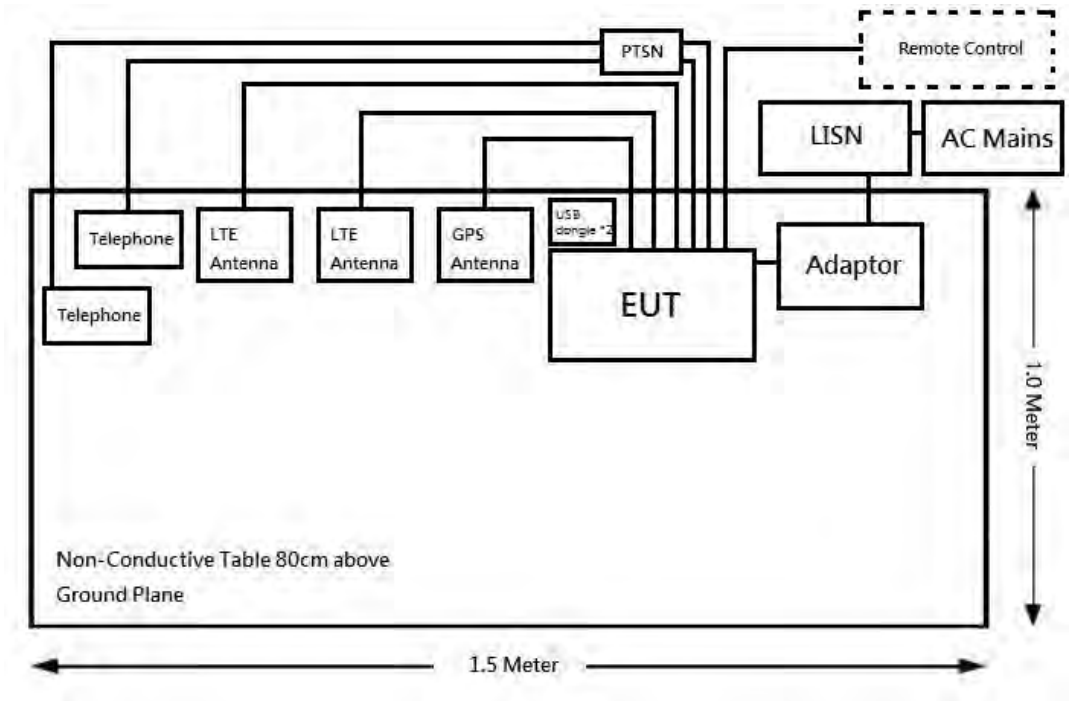 PTSN
Remote Control
LISN
AC Mains
Telephone
LTE
Antenna
LTE
Antenna
GPS
Antenna
USB
dongle *2
EUT
Adaptor
Telephone
1.0 Meter
Non-Conductive Table 80cm above
Ground Plane
1.5 Meter